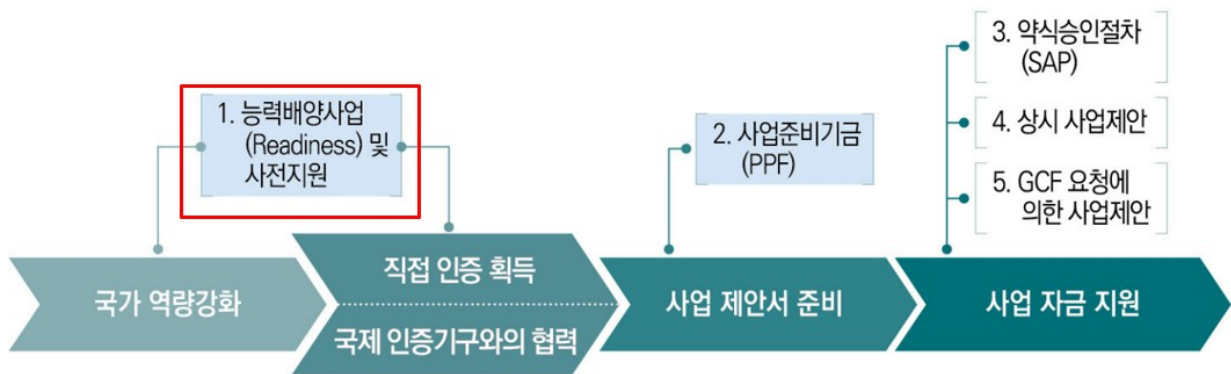 1. 능력배양사업
(Readiness) 및
사전지원
2. 사업준비기금
(PPF)
3. 약식승인절차
(SAP)
4. 상시 사업제안
5. GCF 요청에
의한 사업제안
국가 역량강화
직접 인증 획득
국제 인증기구와의 협력
사업 제안서 준비
사업 자금 지원